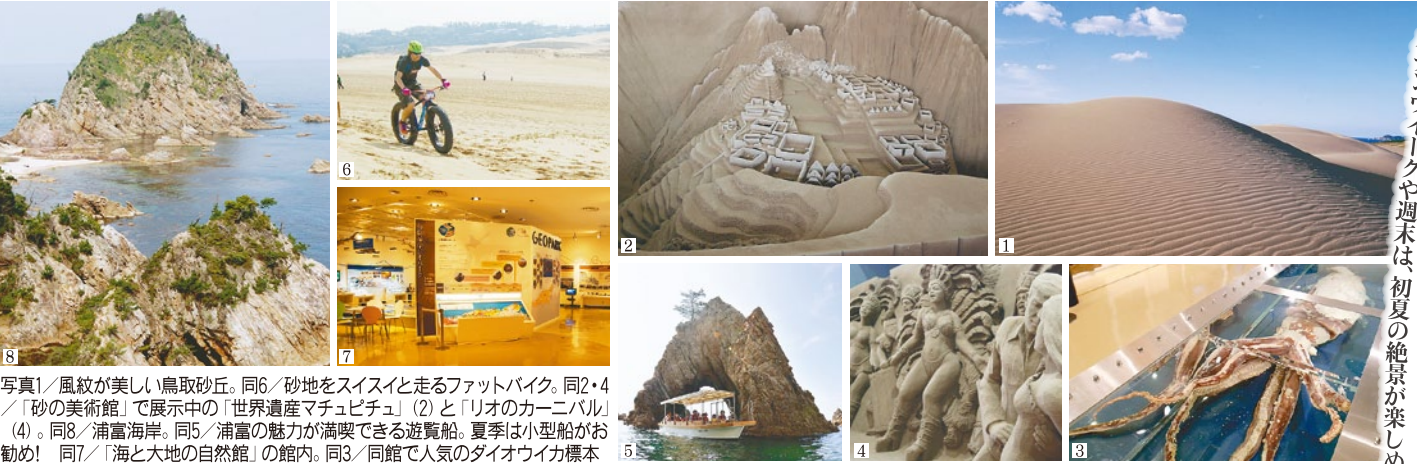 ンウィークや週末は、初夏の絶景が楽しめ
8
6
GEOPARK
7
2
1
5
4
3
写真1／風紋が美しい鳥取砂丘。同6／砂地をスイスイと走るファットバイク。同2・4
／「砂の美術館」で展示中の「世界遺産マチュピチュ」（2）と「リオのカーニバル」
（4）。同8／浦富海岸。同5／浦富の魅力が満喫できる遊覧船。夏季は小型船がお
勧め！　同7／「海と大地の自然館」の館内。同3／同館で人気のダイオウイカ標本